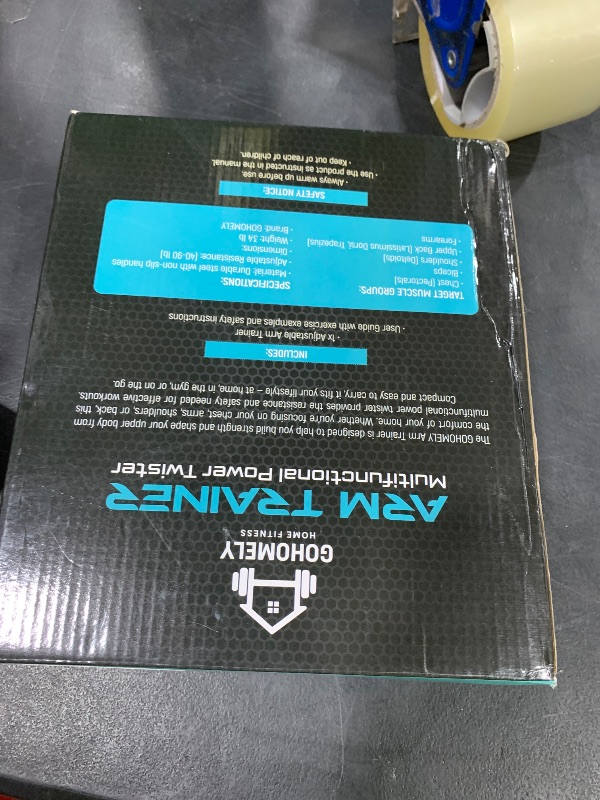 GOHOMELY
HOME FITNESS
ARM TRAINER
Multifunctional Power Twister
The GOHOMELY Arm Trainer is designed to help you build strength and shape your upper body from
the comfort of your home. Whether you're focusing on your chest, arms, shoulders, or back, this
multifunctional power twister provides the resistance and safety needed for effective workouts.
Compact and easy to carry, it fits your lifestyle – at home, in the gym, or on the go.
INCLUDES:
• 1x Adjustable Arm Trainer
• User Guide with exercise examples and safety instructions
TARGET MUSCLE GROUPS:
- Chest (Pectorals)
Biceps
Shoulders (Deltoids)
- Upper Back (Latissimus Dorsi, Trapezius)
- Forearms
SPECIFICATIONS:
- Material: Durable steel with non-slip handles
- Adjustable Resistance: (40-90 lb)
- Dimensions:
- Weight: 3.4 lb
- Brand: GOHOMELY
SAFETY NOTICE:
• Always warm up before use.
• Use the product as instructed in the manual.
• Keep out of reach of children.